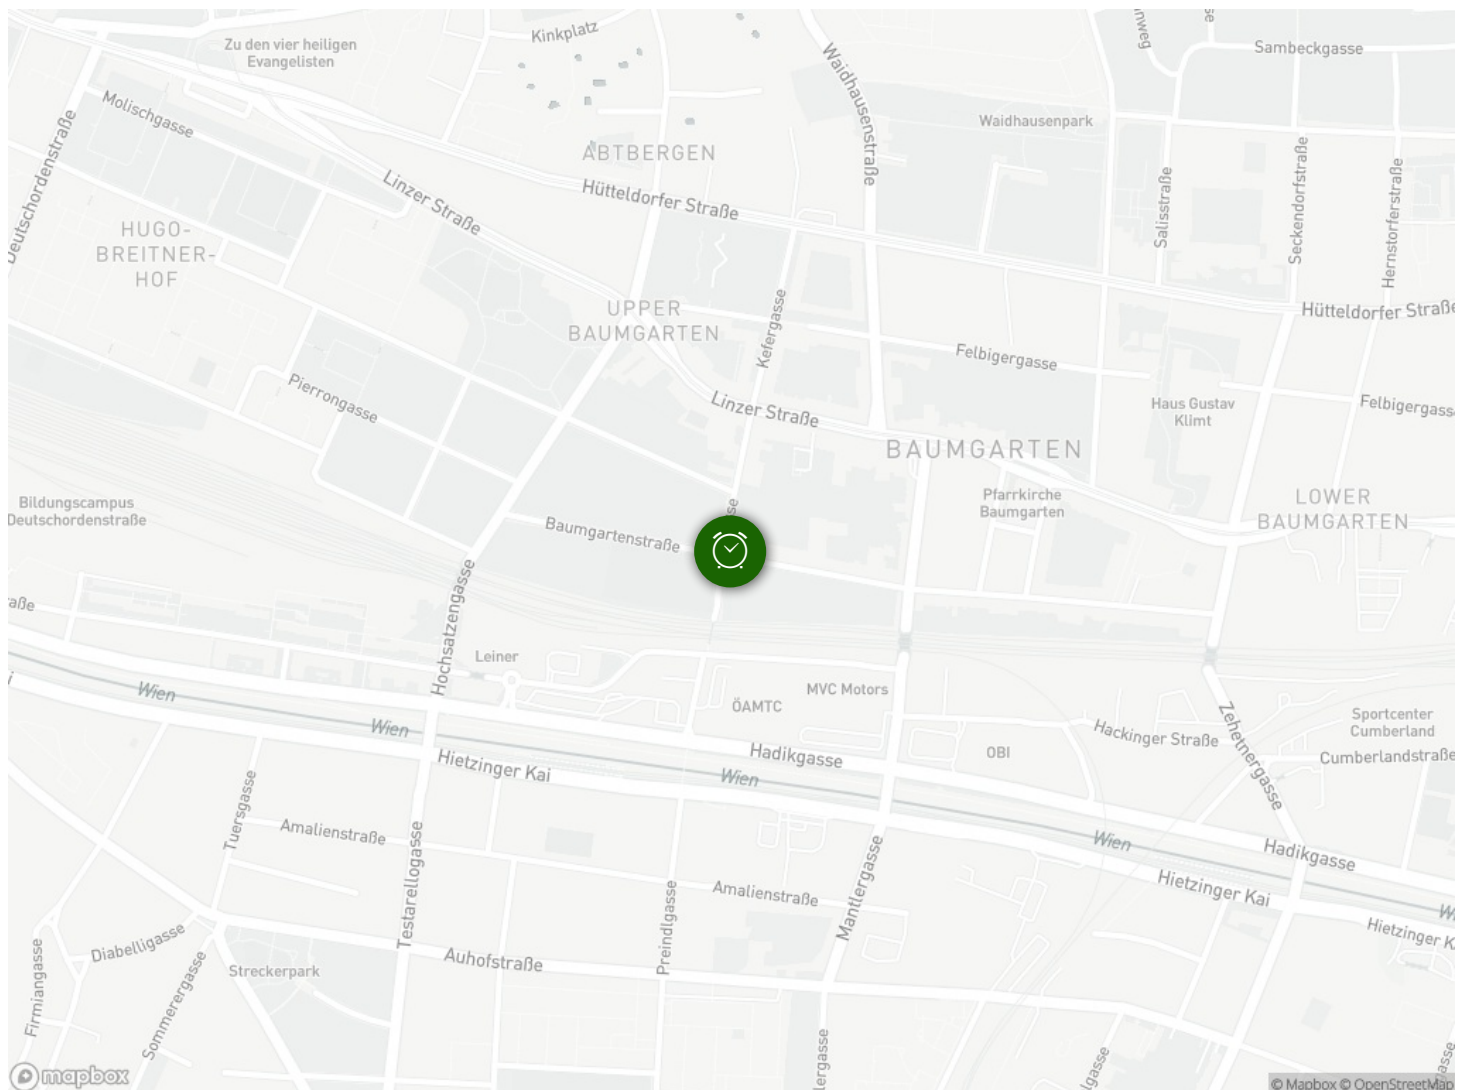 Kinkplatz
Zu den vier heiligen
Evangelisten
Sambeckgasse
Molischgasse
Waidhausenstraße
Waidhausenpark
Deutschordenstraße
ABTBERGEN
Linzer Straße
Hütteldorfer Straße
Salisstraße
Seckendorfstraße
Hernstorferstraße
HUGO-
BREITNER-
HOF
UPPER
BAUMGARTEN
Kefergasse
Hütteldorfer Straße
Felbigergasse
Pierrongasse
Linzer Straße
Haus Gustav
Klimt
Felbigergasse
BAUMGARTEN
Bildungscampus
Deutschordenstraße
Pfarrkirche
Baumgarten
LOWER
BAUMGARTEN
Baumgartenstraße
Hochsatzengasse
aße
Leiner
MVC Motors
ÖAMTC
Wien
Wien
Wien
Wien
Hadikgasse
Hietzinger Kai
OBI
Hackinger Straße
Zehetnergasse
Sportcenter
Cumberland
Cumberlandstraße
Tuersgasse
Amalienstraße
Testarellogasse
Amalienstraße
Mantlergasse
Preindlgasse
Hadikgasse
Hietzinger Kai
Hietzinger K
Diabelligasse
Firmiangasse
Sommerergasse
Streckerpark
Auhofstraße
mapbox
© Mapbox © OpenStreetMap